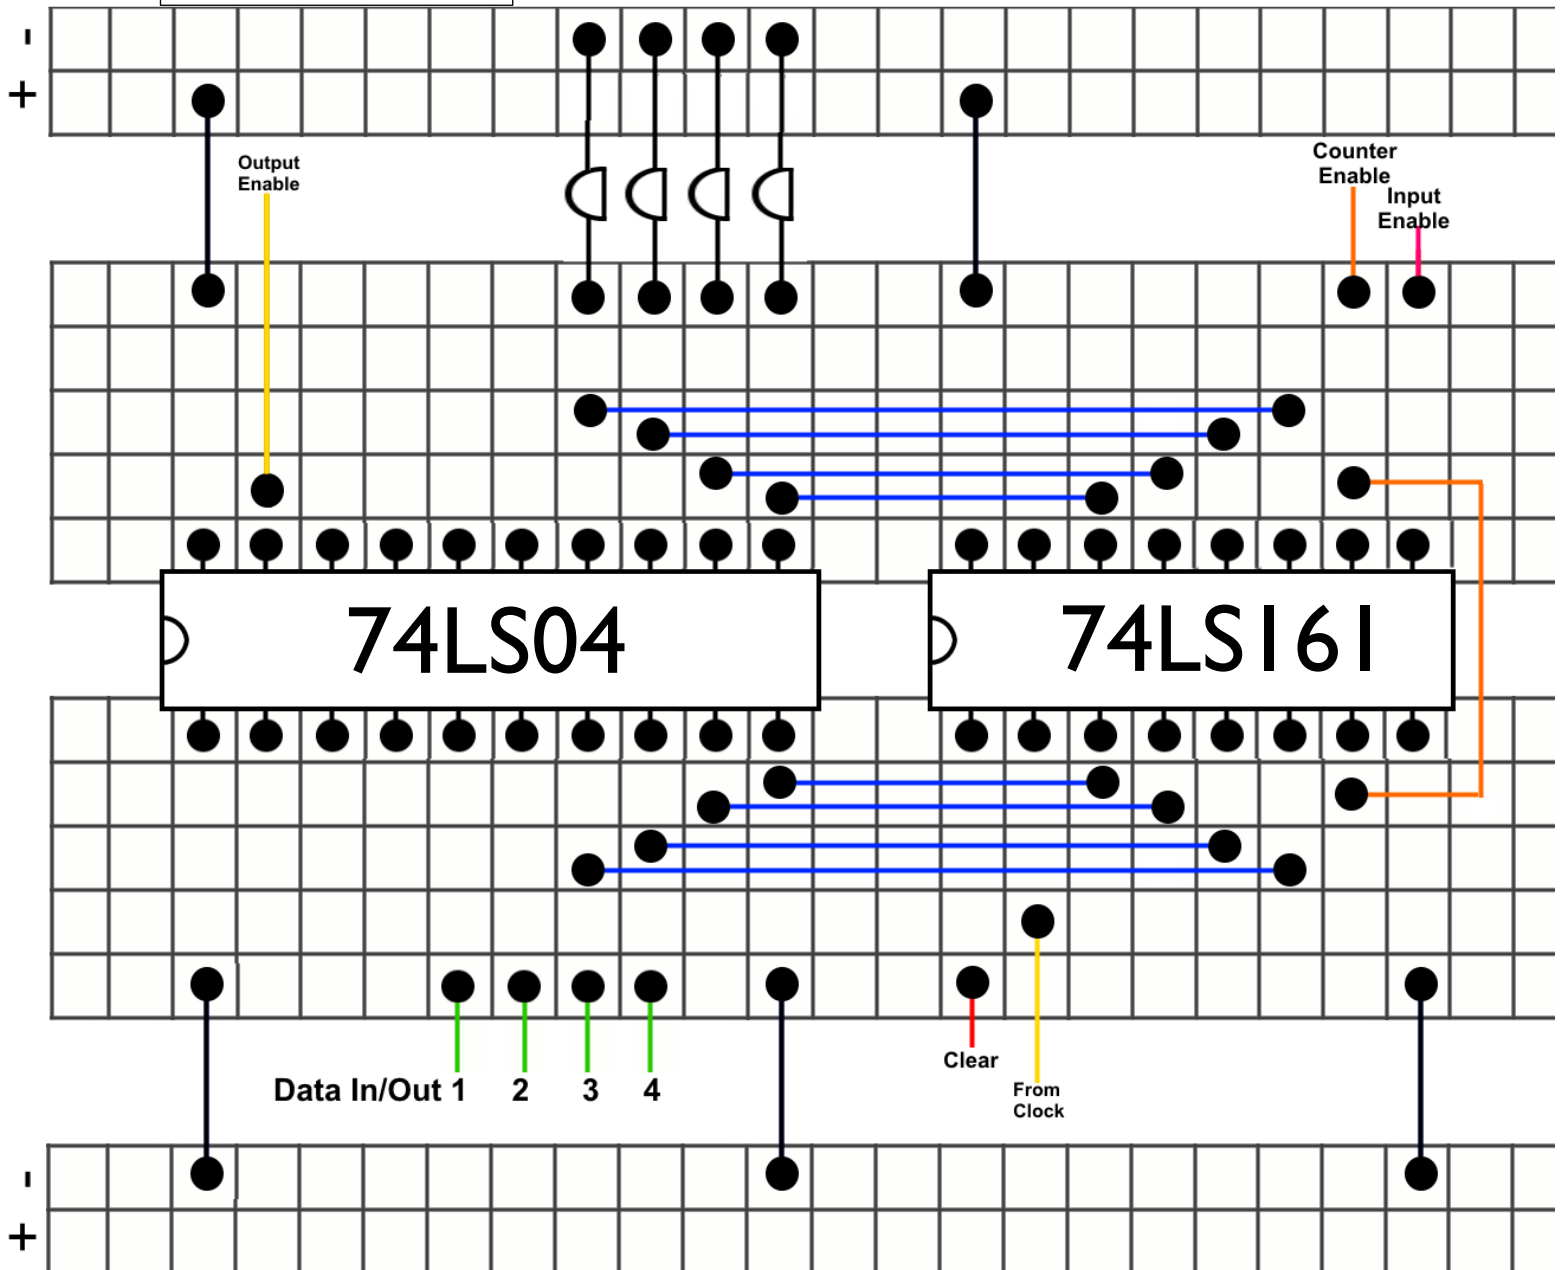 -
+
Output
Enable
Counter
Enable
Input
Enable
74LS04
74LS161
Data In/Out 1 2 3 4
Clear
From
Clock
-
+